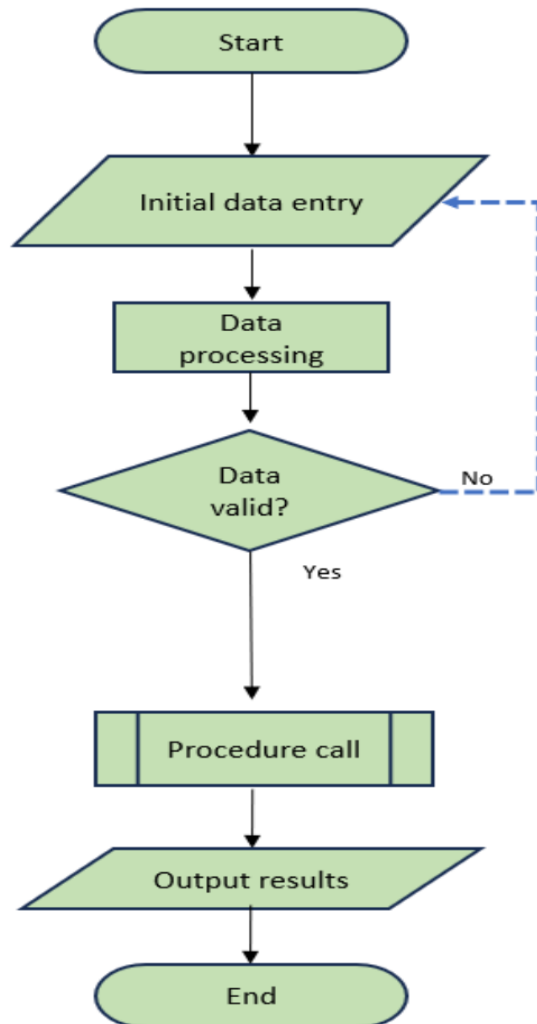 Start
Initial data entry
Data
processing
Data
valid?
No
Yes
Procedure call
Output results
End